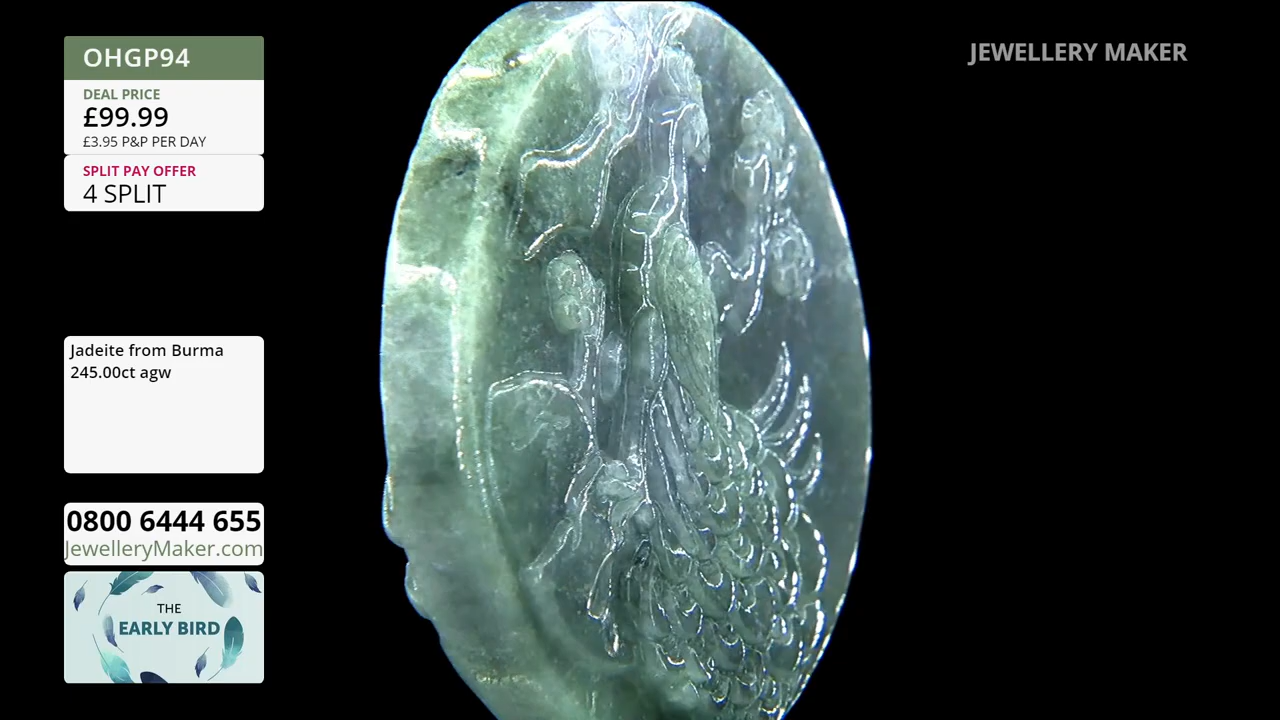 OHGP94
DEAL PRICE
£99.99
£3.95 P&P PER DAY
SPLIT PAY OFFER
4 SPLIT
Jadeite from Burma
245.00ct agw
0800 6444 655
JewelleryMaker.com
THE
EARLY BIRD
JEWELLERY MAKER